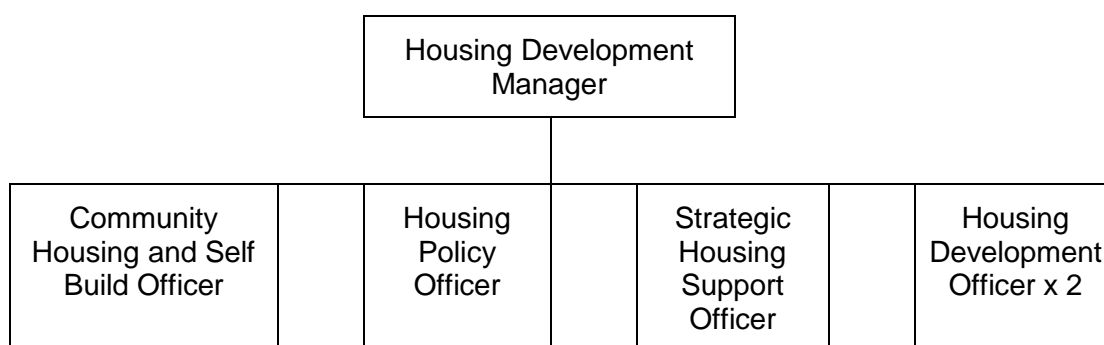 Housing Development
Manager
Community
Housing and Self
Build Officer
Housing
Policy
Officer
Strategic
Housing
Support
Officer
Housing
Development
Officer x 2